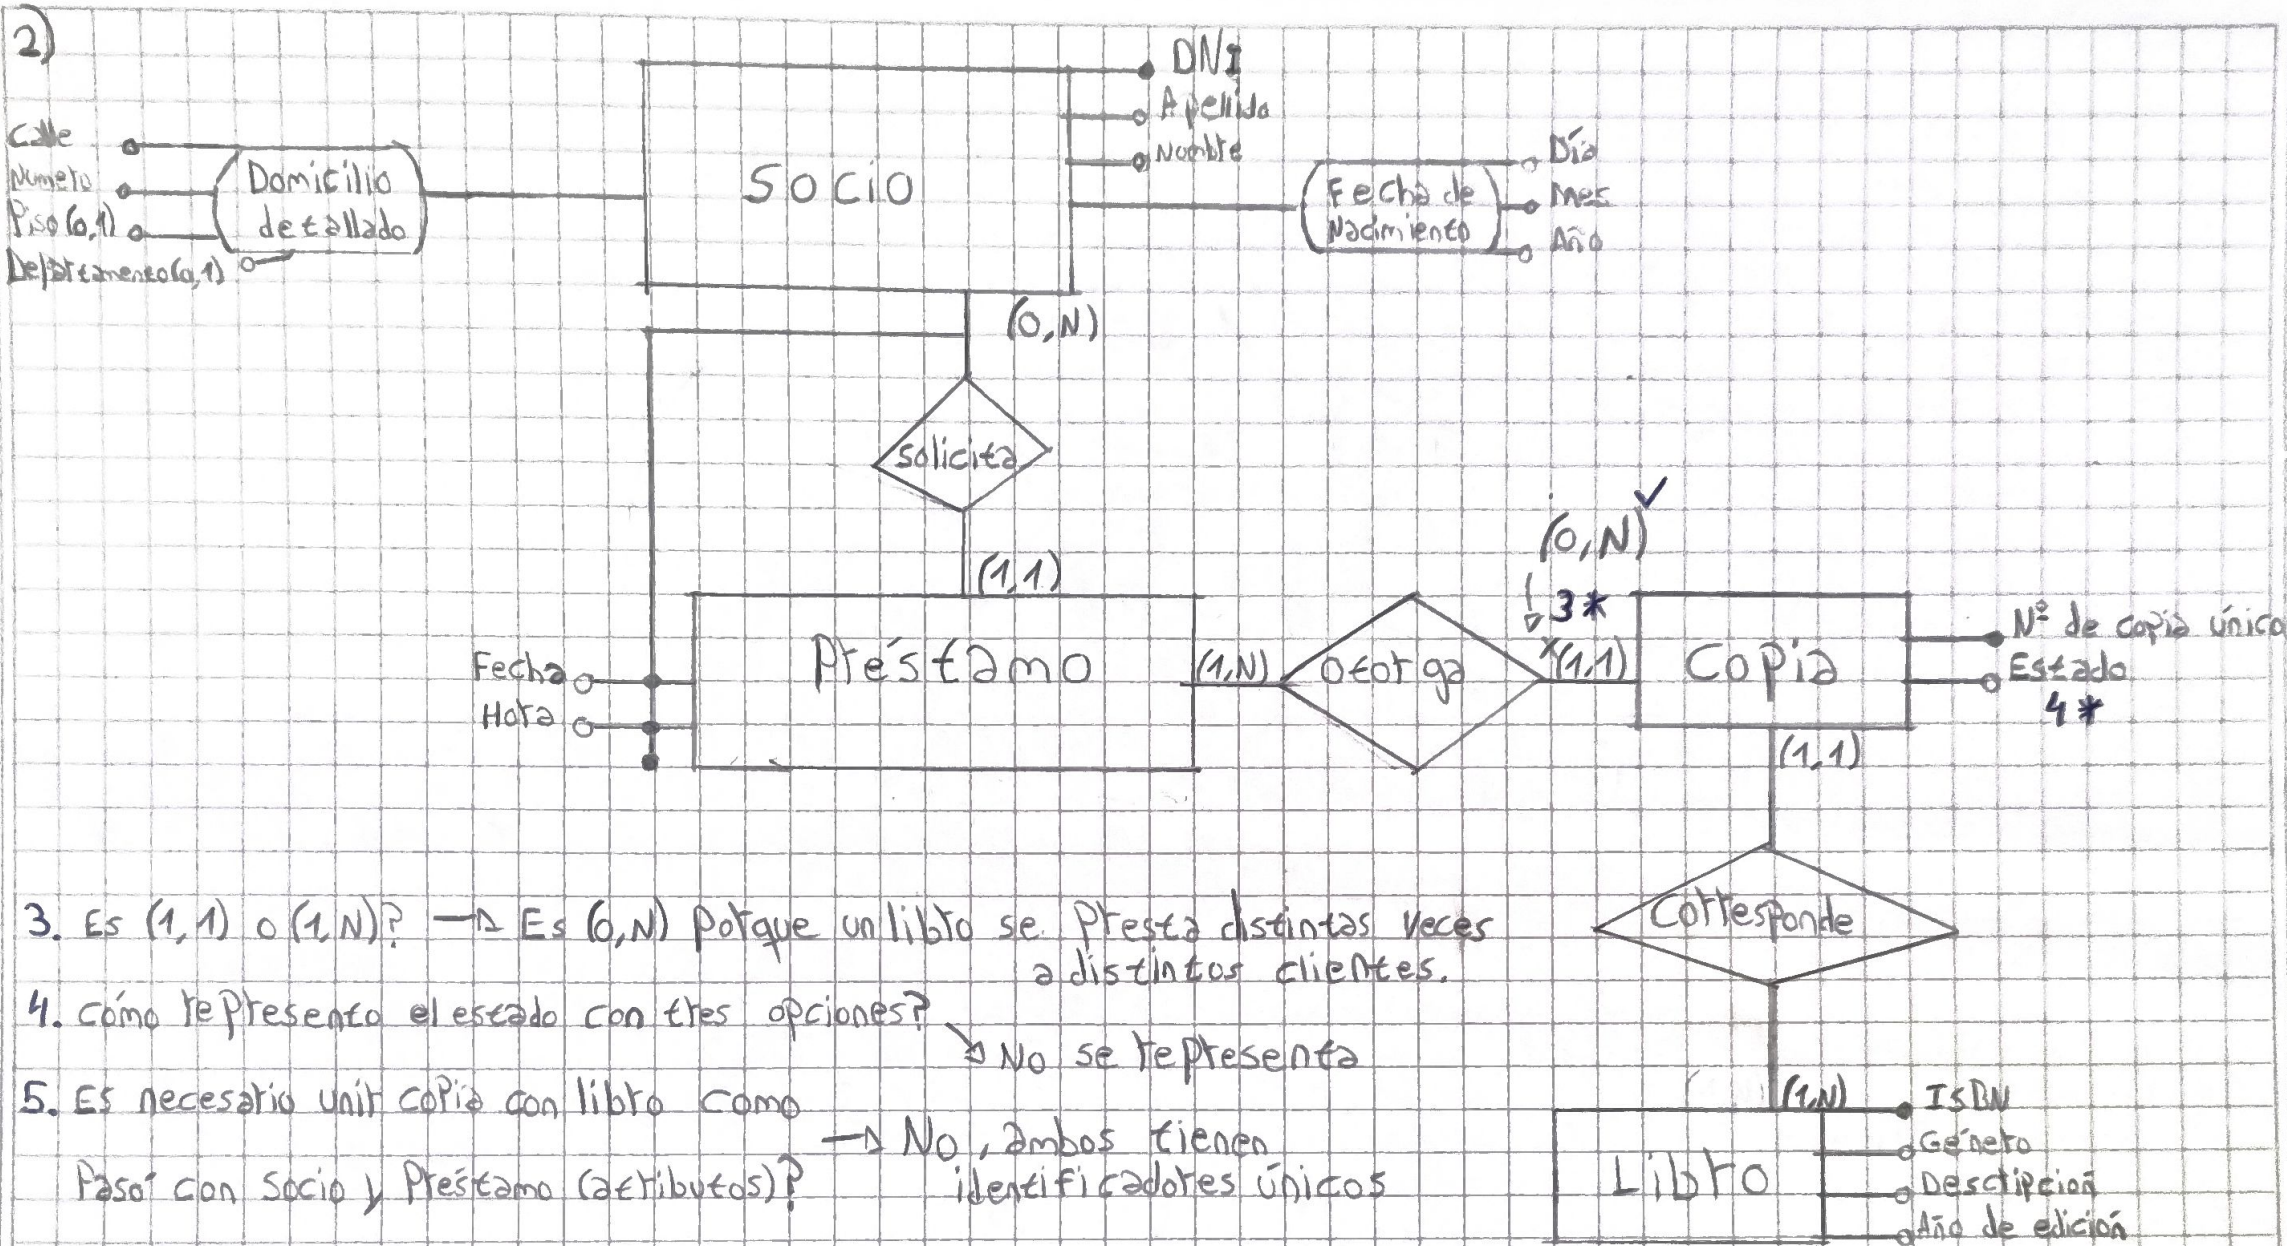 2)
DNI
Apellido
Nombre
Calle
Número
Piso (0,1)
Departamento (0,1)
Domicilio
detallado
Socio
Fecha de
Nacimiento
Día
Mes
Año
(0,N)
solicita
(1,1)
(0,N) ✓
3*
Fecha
Hora
Préstamo
(1,N)
otorga
x(1,1)
Copia
Nº de copia único
Estado
4*
(1,1)
Corresponde
3. Es (1,1) o (1,N)? → Es (0,N) porque un libro se presta distintas veces
a distintos clientes.
4. cómo represento el estado con tres opciones?
→ No se representa
5. Es necesario unir copia con libro como
pasó con socio y Préstamo (atributos)?
→ No, ambos tienen
identificadores únicos
(1,N)
Libro
ISBN
Género
Descripción
Año de edición